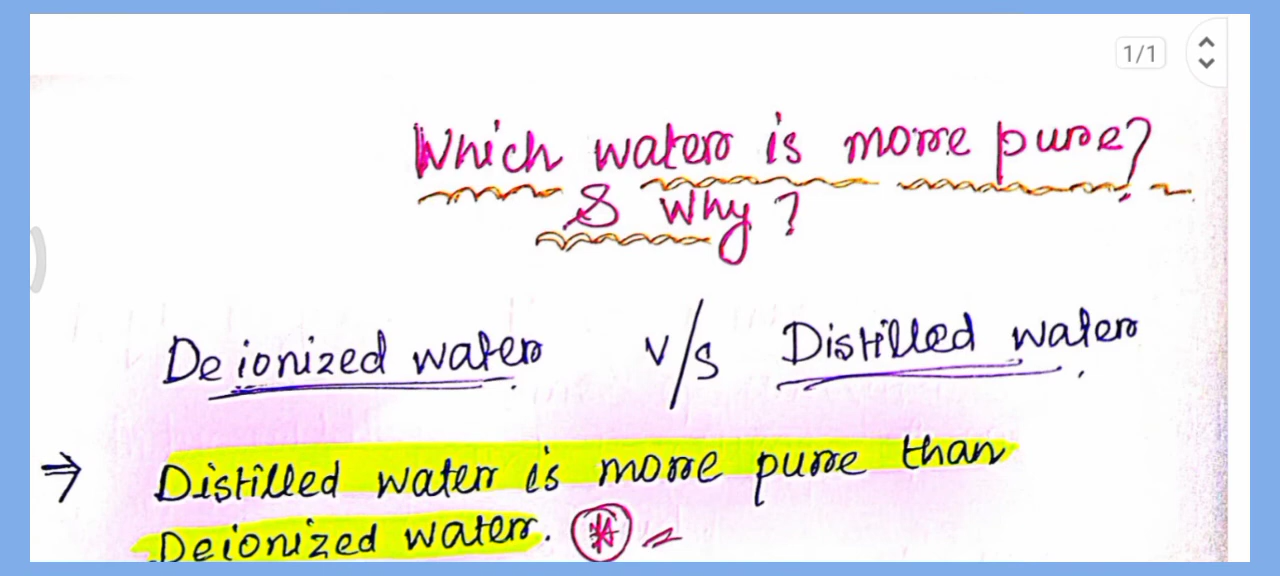 1/1
Which water is more pure?
& Why?
Deionized water v/s Distilled water
⇒ Distilled water is more pure than
Deionized water.